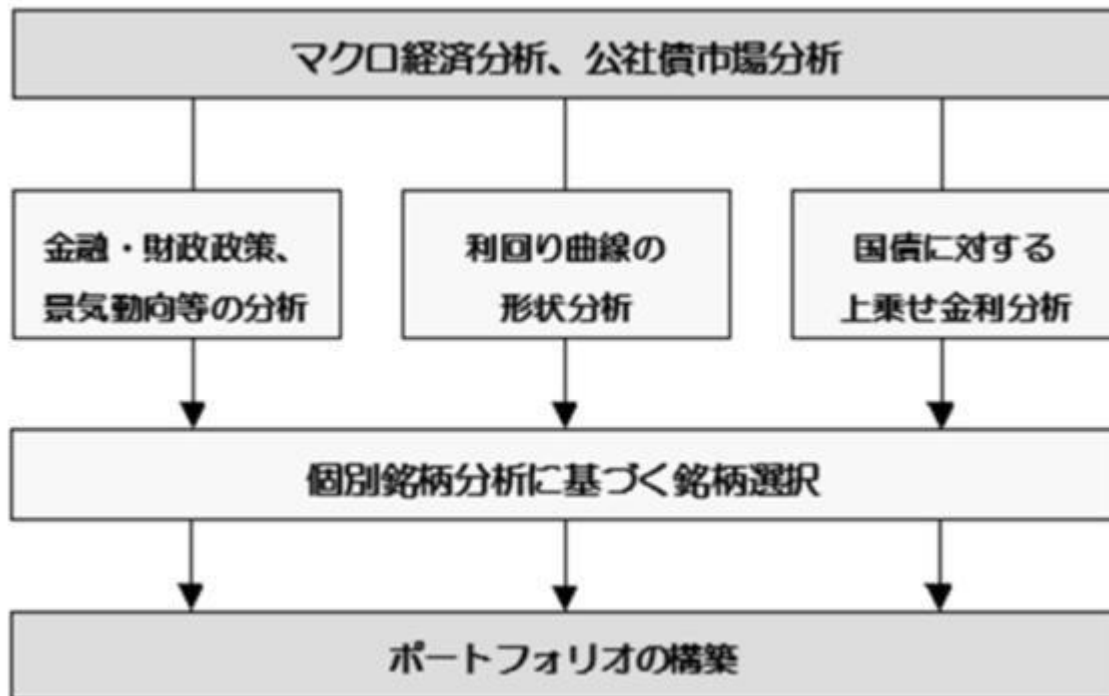 マクロ経済分析、公社債市場分析
金融・財政政策、
景気動向等の分析
利回り曲線の
形状分析
国債に対する
上乗せ金利分析
個別銘柄分析に基づく銘柄選択
ポートフォリオの構築